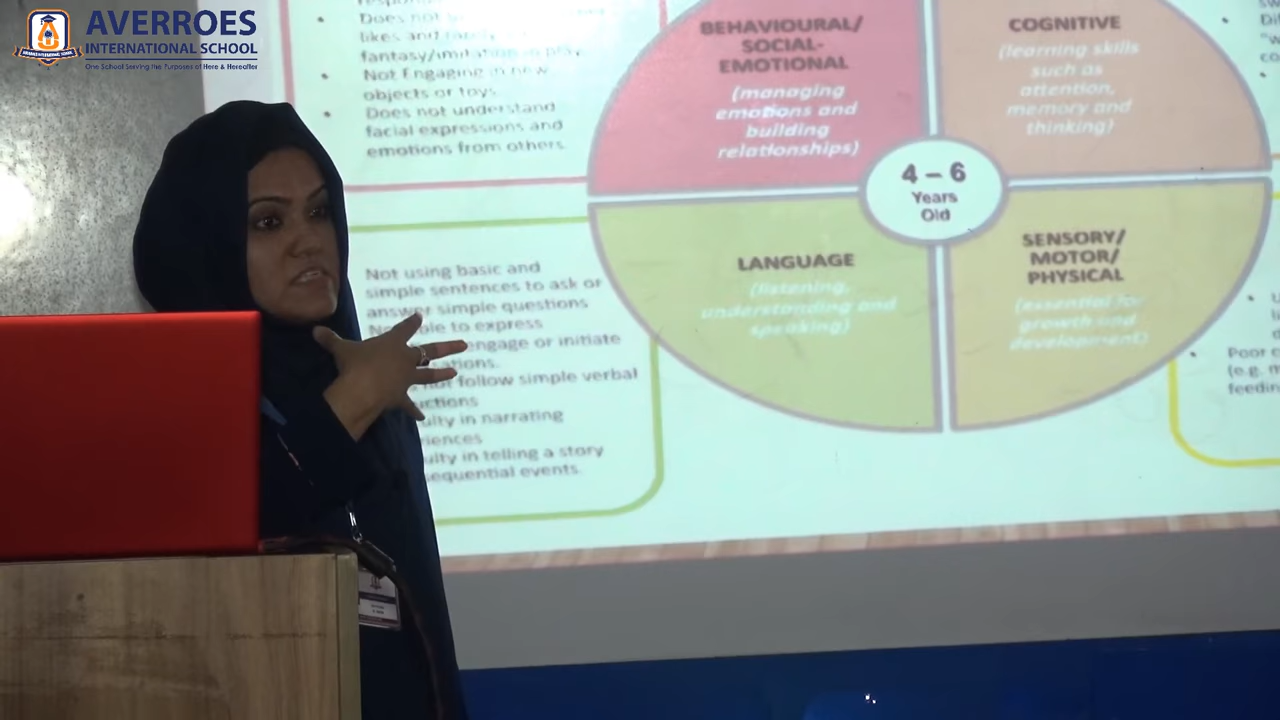 AVERROES
INTERNATIONAL SCHOOL
One School Serving the Purposes of Here & Hereafter
Does not
likes and
fantasy/imitation in play
Not Engaging in new
objects or toys
Does not understand
facial expressions and
emotions from others.
Not using basic and
simple sentences to ask or
answer simple questions
to express
engage or initiate
not follow simple verbal
in narrating
in telling a story
sequential events.
BEHAVIOURAL/
SOCIAL-
EMOTIONAL
(managing
emotions and
building
relationships)
COGNITIVE
(learning skills
such as
attention,
memory and
thinking)
4 – 6
Years
Old
LANGUAGE
(listening,
understanding and
speaking)
SENSORY/
MOTOR/
PHYSICAL
(essential for
growth and
development)
Poor
(e.g.